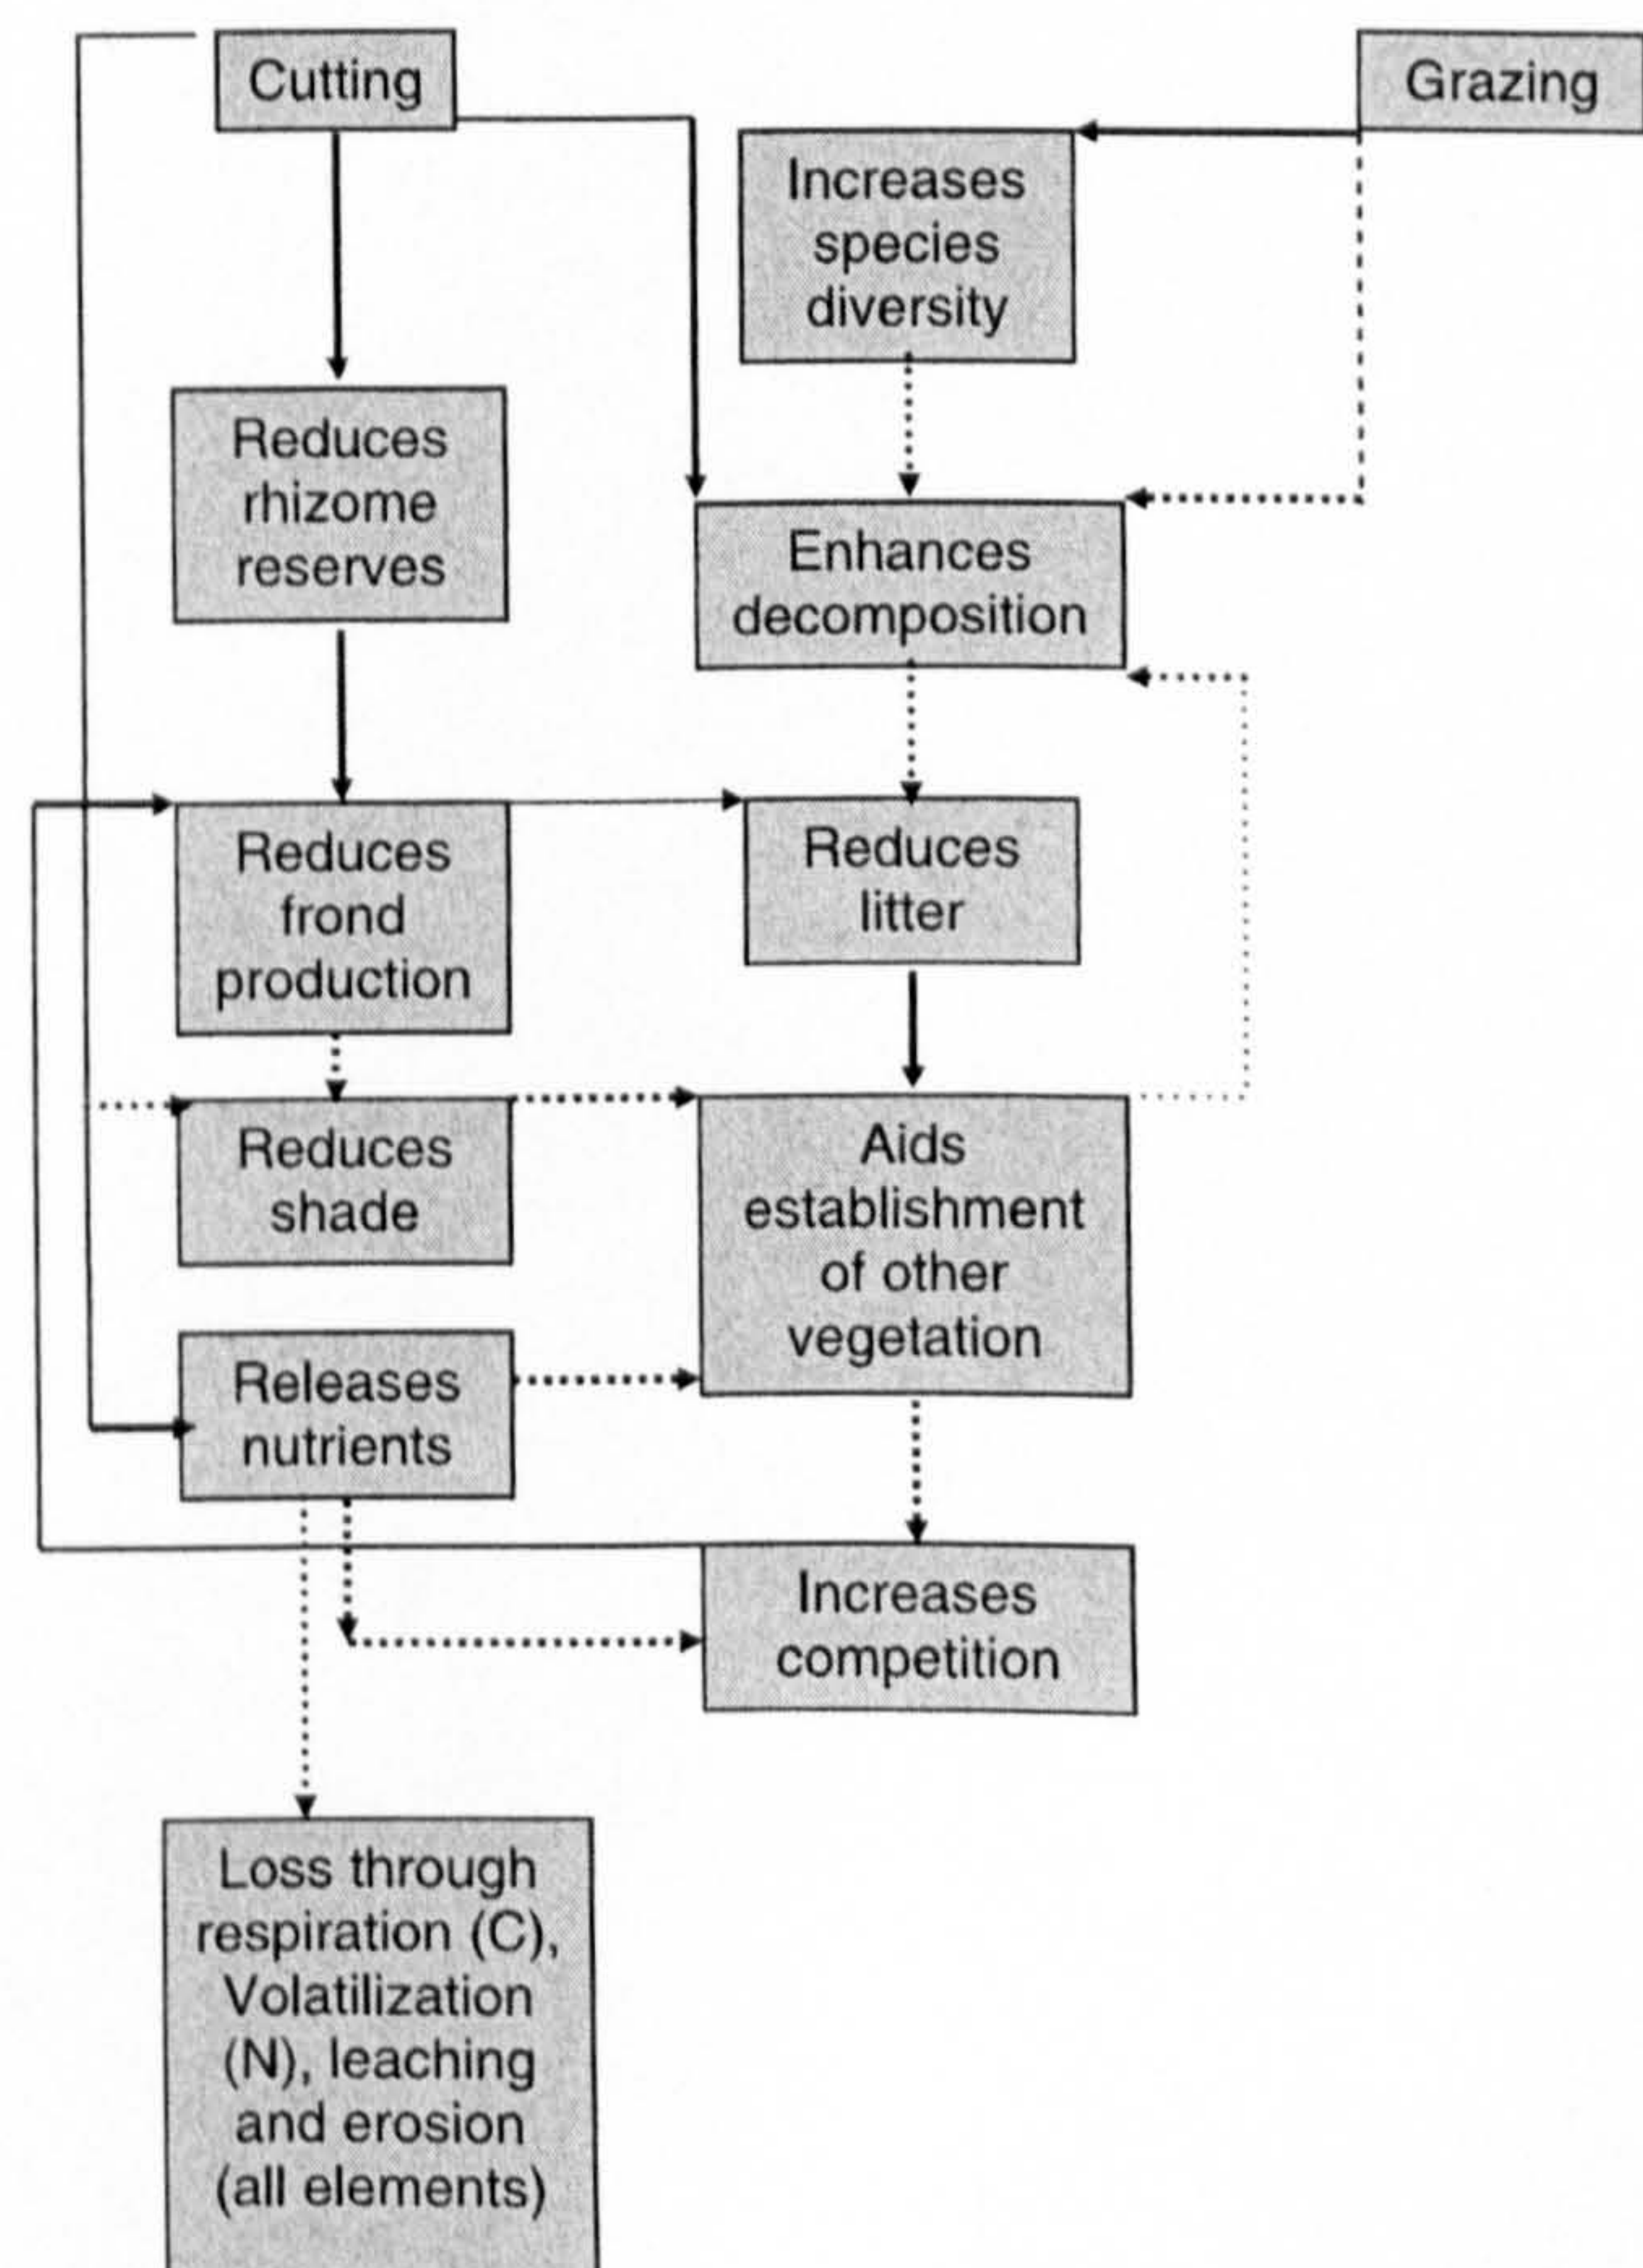 Cutting
Grazing
Increases
species
diversity
Reduces
rhizome
reserves
Enhances
decomposition
Reduces
frond
production
Reduces
litter
Reduces
shade
Aids
establishment
of other
vegetation
Releases
nutrients
Increases
competition
Loss through
respiration (C),
Volatilization
(N), leaching
and erosion
(all elements)